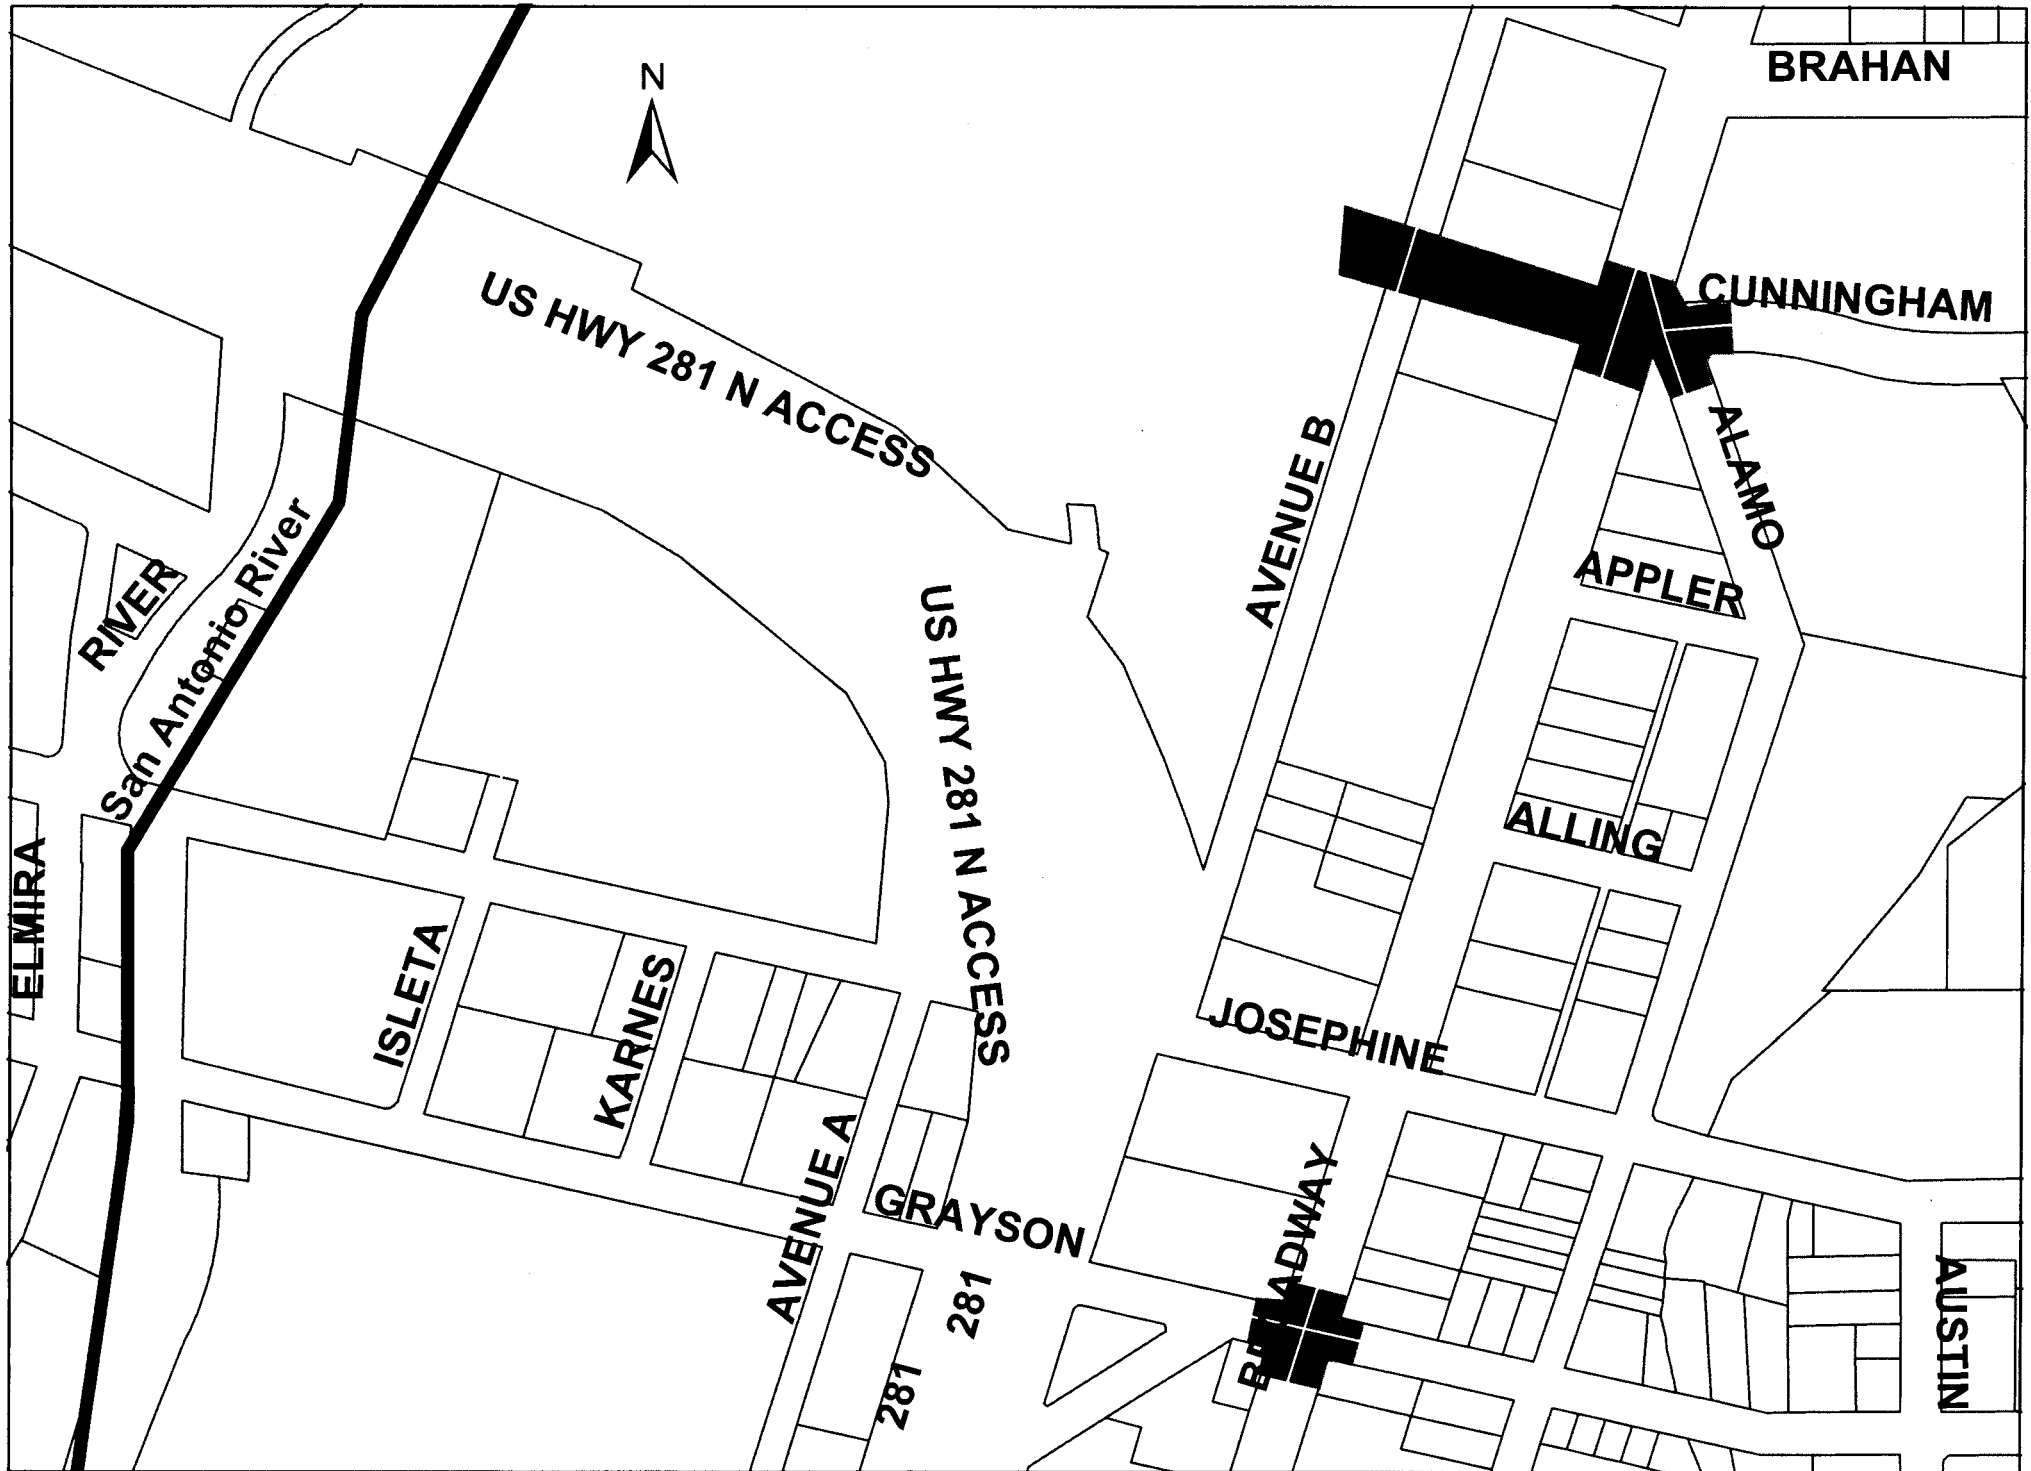 BRAHAN
N
CUNNINGHAM
US HWY 281 N ACCESS
ALAMO
AVENUE B
APPLER
San Antonio River
RIVER
US HWY 281 N ACCESS
ALLING
ELMIRA
ISLETA
KARNES
JOSEPHINE
AVENUE A
GRAYSON
281
281
AUSTIN